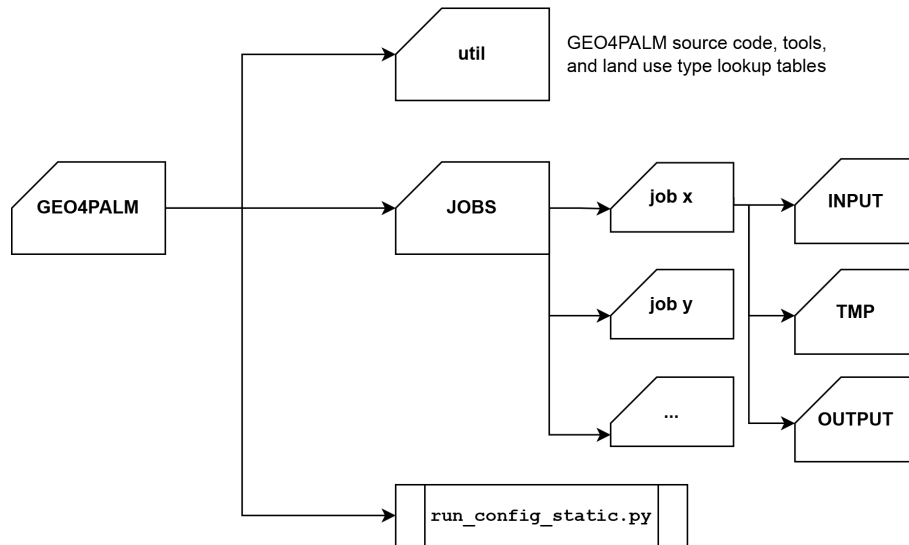 util
GEO4PALM source code, tools,
and land use type lookup tables
GEO4PALM
JOBS
job x
INPUT
job y
TMP
...
OUTPUT
run_config_static.py